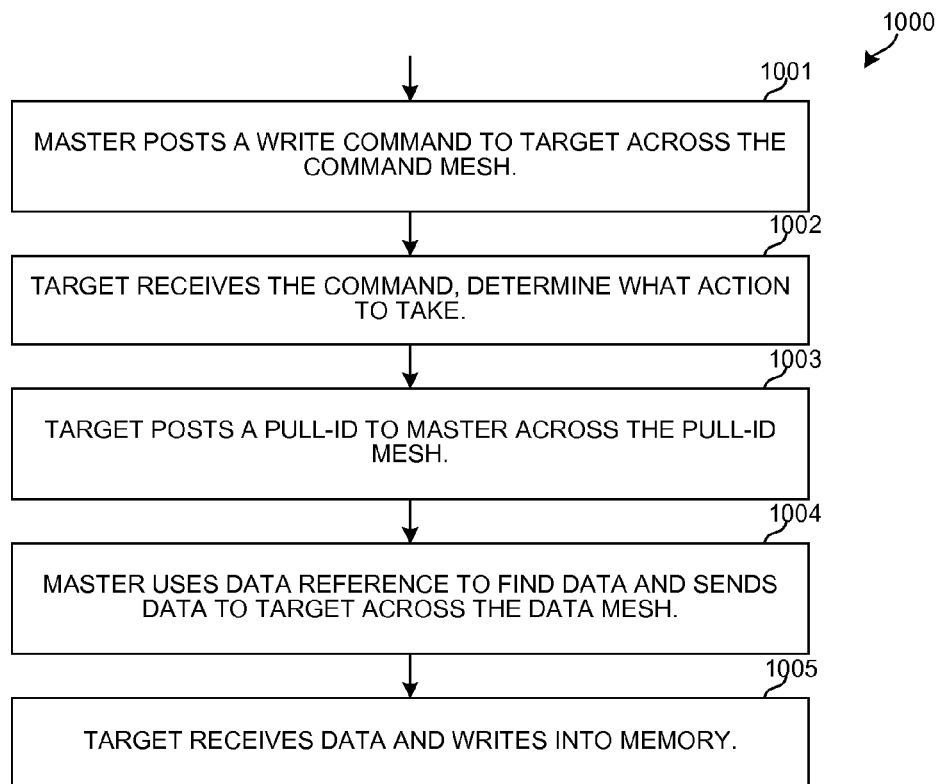 1000
1001
MASTER POSTS A WRITE COMMAND TO TARGET ACROSS THE
COMMAND MESH.
1002
TARGET RECEIVES THE COMMAND, DETERMINE WHAT ACTION
TO TAKE.
1003
TARGET POSTS A PULL-ID TO MASTER ACROSS THE PULL-ID
MESH.
1004
MASTER USES DATA REFERENCE TO FIND DATA AND SENDS
DATA TO TARGET ACROSS THE DATA MESH.
1005
TARGET RECEIVES DATA AND WRITES INTO MEMORY.